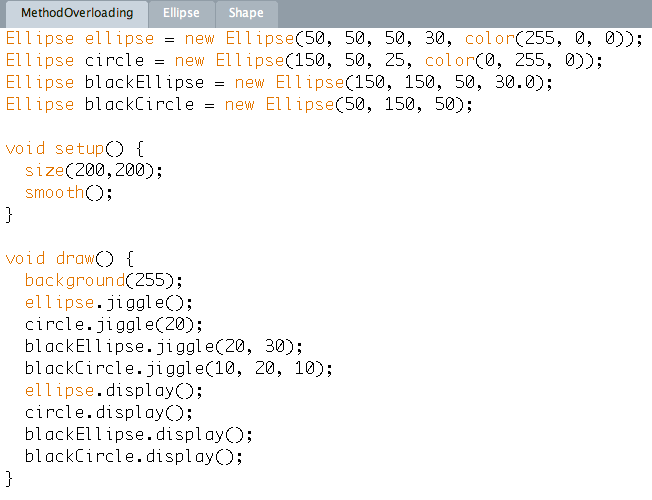 MethodOverloading Ellipse Shape
Ellipse ellipse = new Ellipse(50, 50, 50, 30, color(255, 0, 0));
Ellipse circle = new Ellipse(150, 50, 25, color(0, 255, 0));
Ellipse blackEllipse = new Ellipse(150, 150, 50, 30.0);
Ellipse blackCircle = new Ellipse(50, 150, 50);

void setup() {
  size(200,200);
  smooth();
}

void draw() {
  background(255);
  ellipse.jiggle();
  circle.jiggle(20);
  blackEllipse.jiggle(20, 30);
  blackCircle.jiggle(10, 20, 10);
  ellipse.display();
  circle.display();
  blackEllipse.display();
  blackCircle.display();
}